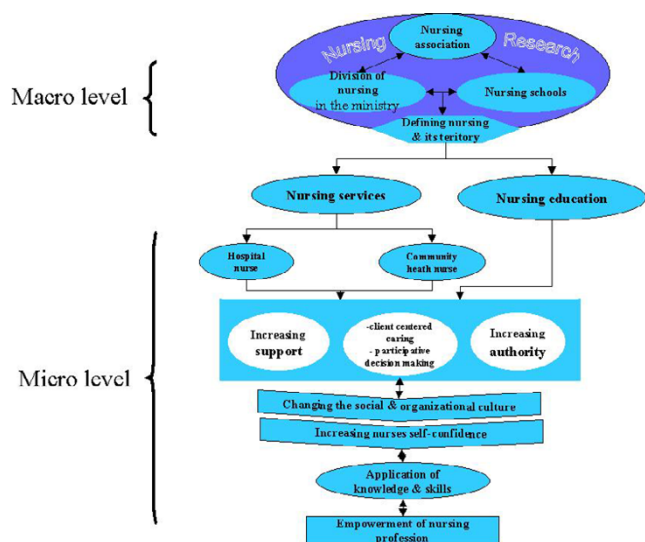 Nursing
Research
Nursing
association
Division of
nursing
in the ministry
Nursing schools
Defining nursing
& its teritory
Macro level
Nursing services
Nursing education
Hospital
nurse
Community
heath nurse
Increasing
support
-client centered
caring
- participative
decision making
Increasing
authority
Micro level
Changing the social & organizational culture
Increasing nurses self-confidence
Application of
knowledge & skills
Empowerment of nursing
profession